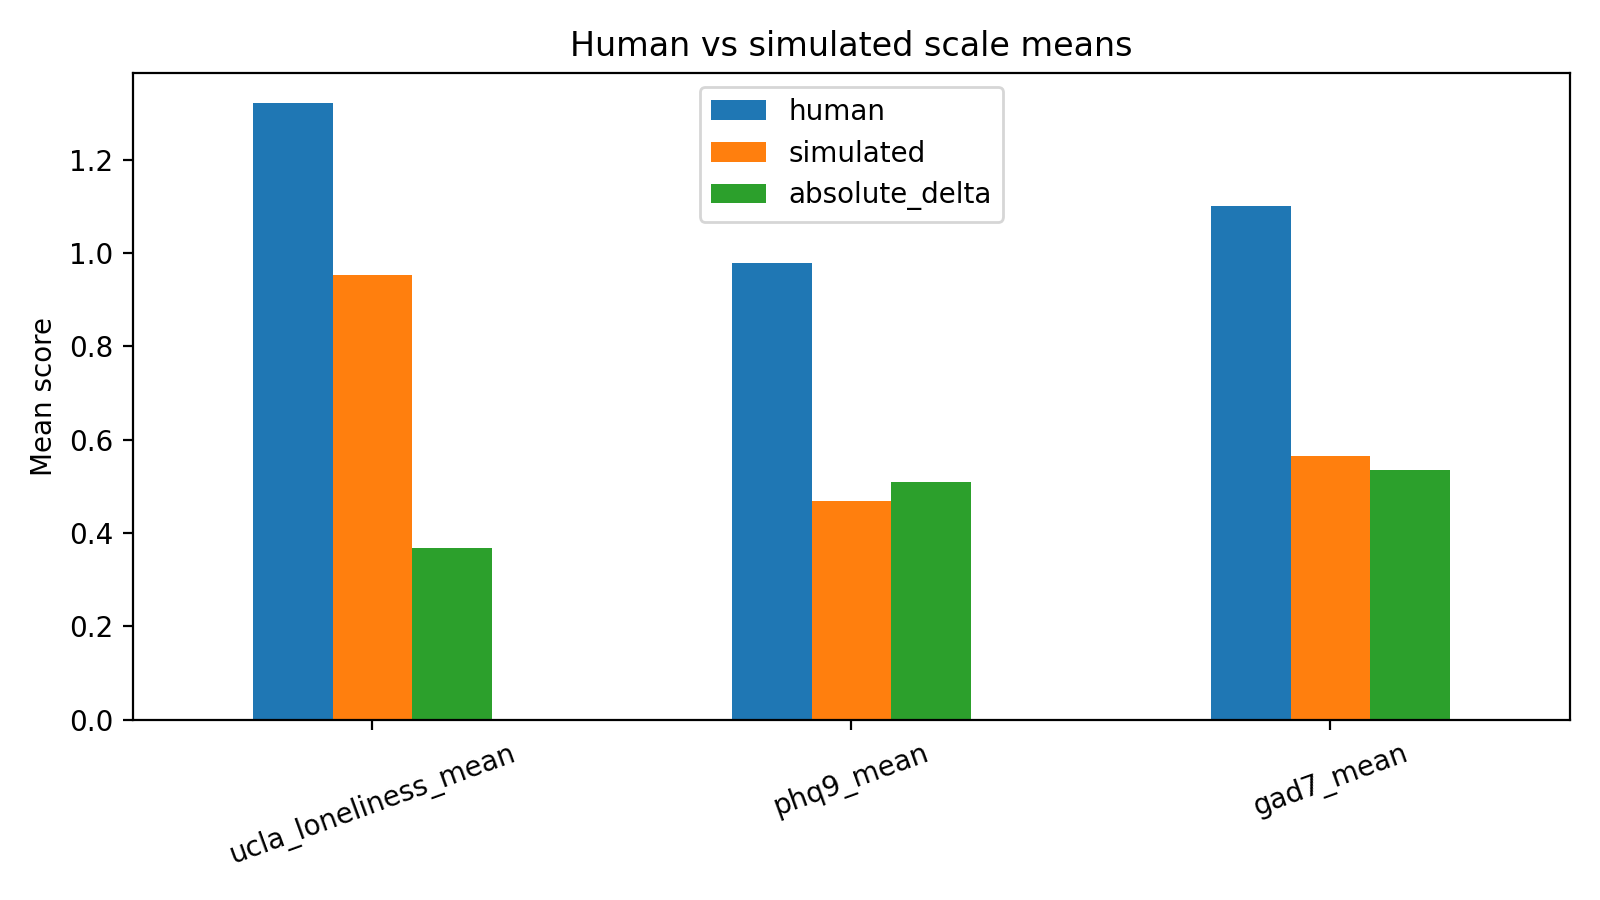 Human vs simulated scale means
human
simulated
absolute_delta
Mean score
1.2
1.0
0.8
0.6
0.4
0.2
0.0
ucla_loneliness_mean
phq9_mean
gad7_mean